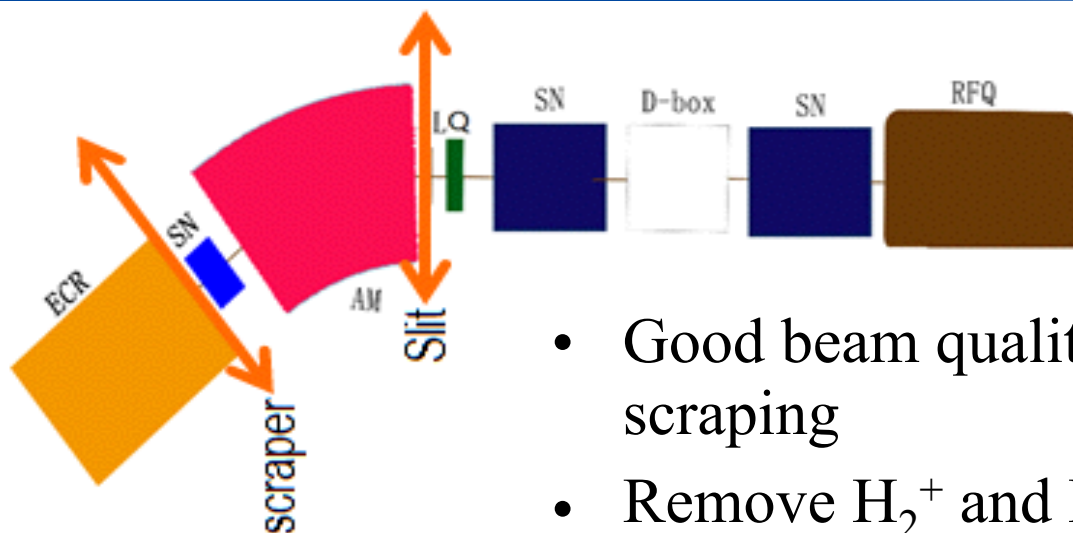 SN
D-box
SN
RFQ
LQ
SN
ECR
AM
Slit
scraper
• Good beam qualit
scraping
• Remove H₂⁺ and